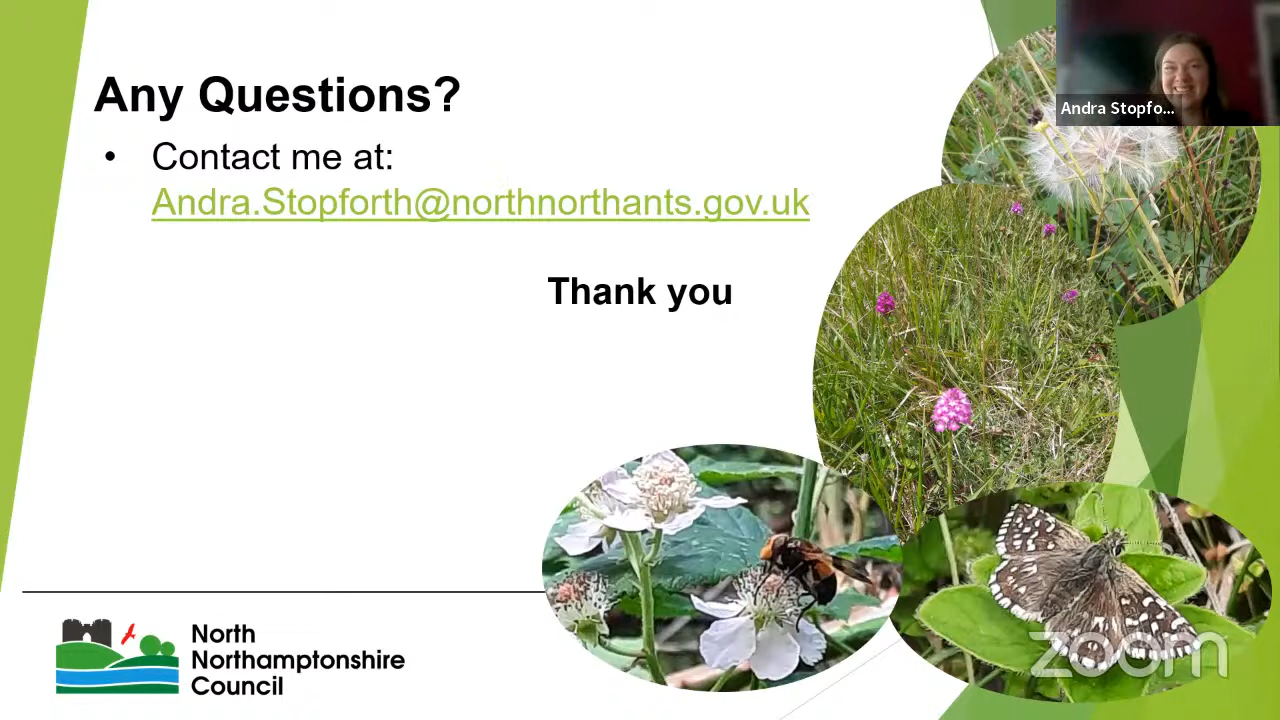 Any Questions?
• Contact me at:
Andra.Stopforth@northnorthants.gov.uk
Thank you
Andra Stopfo...
North
Northamptonshire
Council
zoom